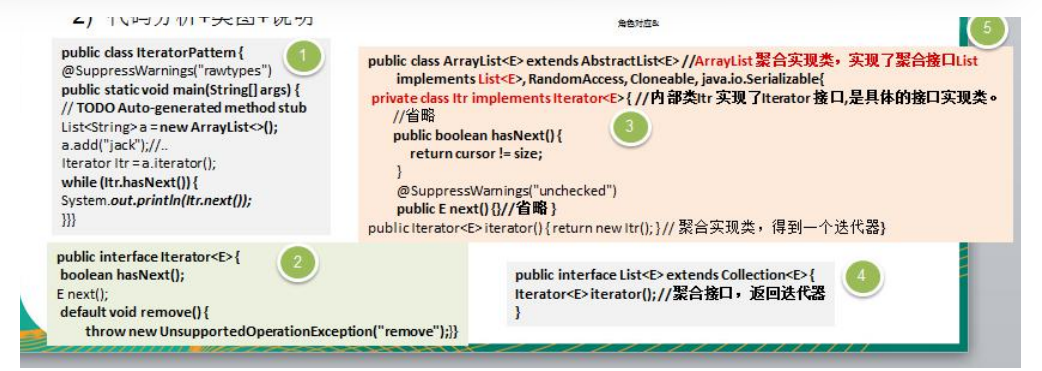 2) 代码分析+类图+说明
角色对应&
5
1
public class IteratorPattern {
@SuppressWarnings("rawtypes")
public static void main(String[] args) {
// TODO Auto-generated method stub
List<String> a = new ArrayList<>();
a.add("jack");//..
Iterator Itr = a.iterator();
while (Itr.hasNext()) {
System.out.println(Itr.next());
}}}
public class ArrayList<E> extends AbstractList<E> //ArrayList 聚合实现类，实现了聚合接口List
implements List<E>, RandomAccess, Cloneable, java.io.Serializable{
private class Itr implements Iterator<E> { //内部类Itr 实现了Iterator 接口,是具体的接口实现类。
//省略
3
public boolean hasNext() {
return cursor != size;
}
@SuppressWarnings("unchecked")
public E next() {}//省略 }
public Iterator<E> iterator() { return new Itr(); } // 聚合实现类，得到一个迭代器}
2
public interface Iterator<E> {
boolean hasNext();
E next();
default void remove() {
throw new UnsupportedOperationException("remove");}}
4
public interface List<E> extends Collection<E> {
Iterator<E> iterator();//聚合接口，返回迭代器
}